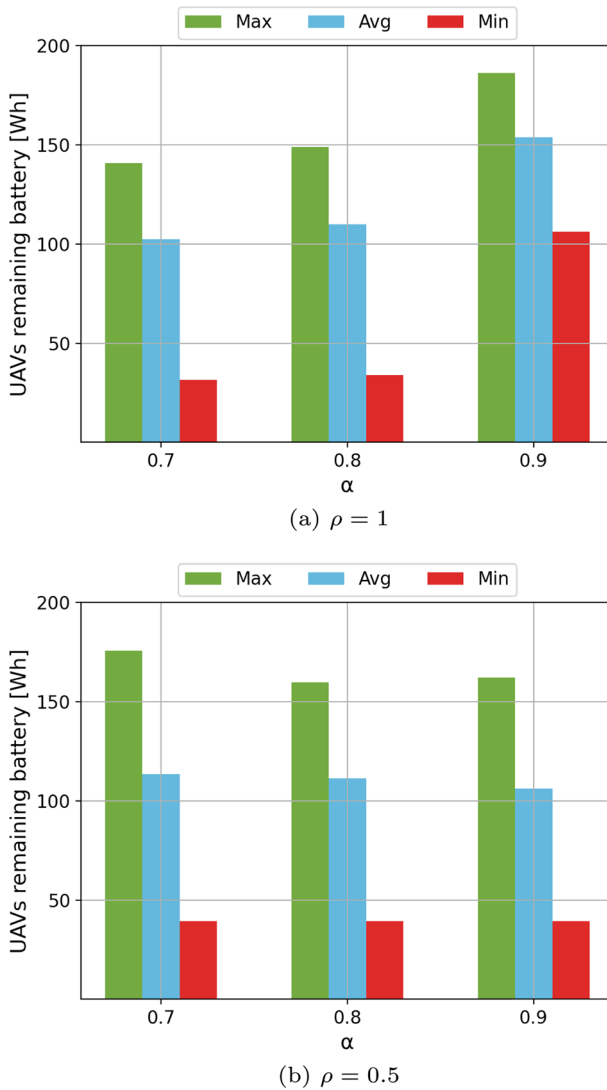 Max Avg Min
200
150
100
50
UAVs remaining battery [Wh]
0.7 0.8 0.9
α
(a) ρ = 1
Max Avg Min
200
150
100
50
UAVs remaining battery [Wh]
0.7 0.8 0.9
α
(b) ρ = 0.5